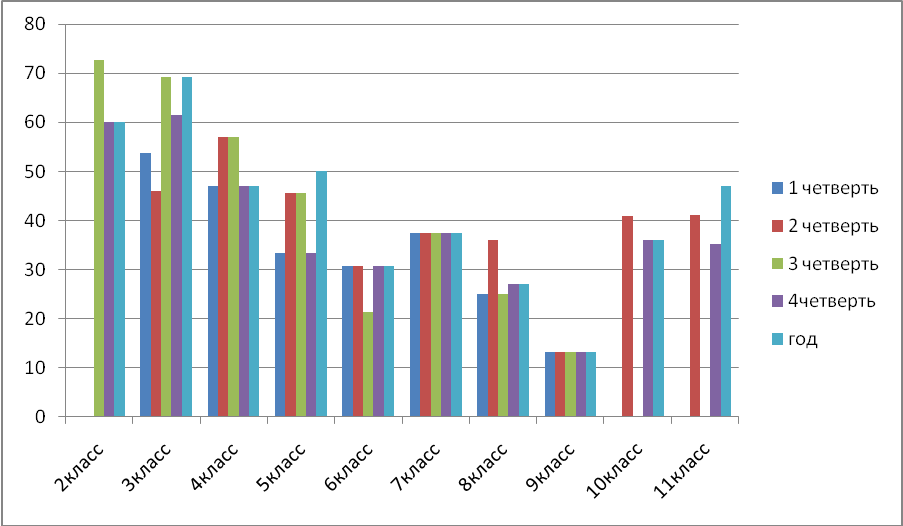 80
70
60
50
40
30
20
10
0
2класс
3класс
4класс
5класс
6класс
7класс
8класс
9класс
10класс
11класс
1 четверть
2 четверть
3 четверть
4четверть
год